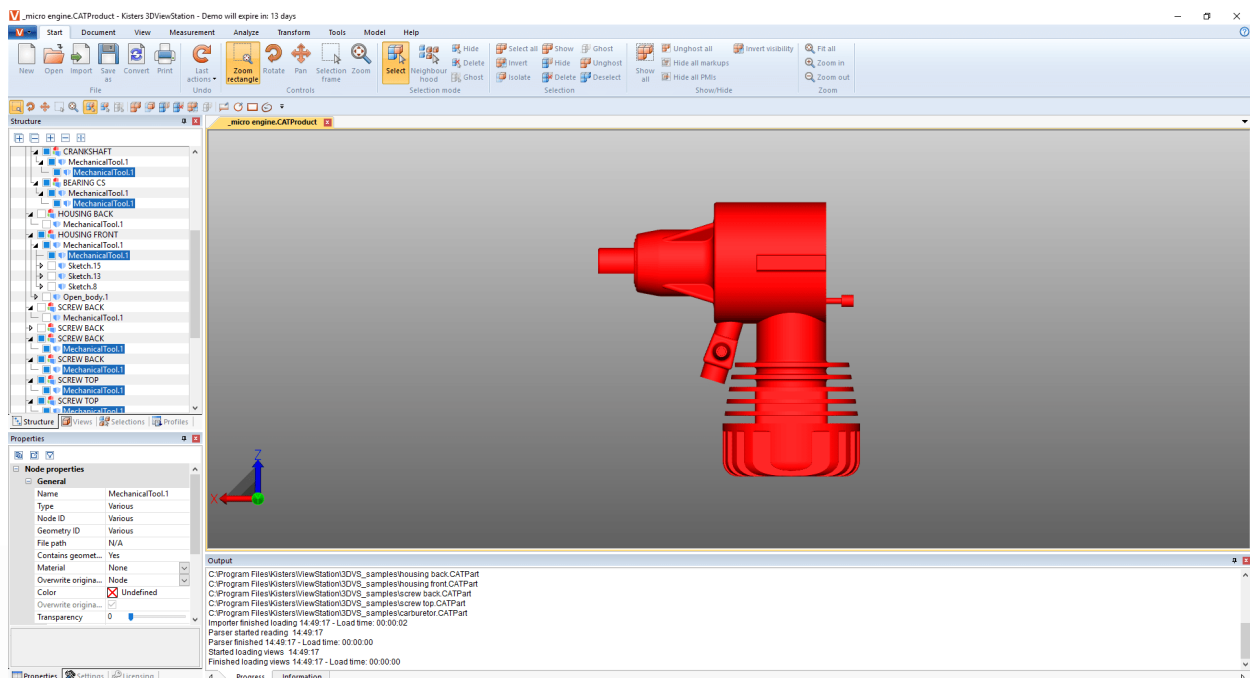 _micro engine.CATProduct - Kisters 3DViewStation - Demo will expire in: 13 days
Start Document View Measurement Analyze Transform Tools Model Help
New Open Import Save as Convert Print
File
Last actions
Undo
Zoom rectangle Rotate Pan Selection frame Zoom
Controls
Select Neighbour hood Hide Delete Ghost
Selection mode
Select all Show Ghost
Invert Hide Unghost
Isolate Delete Deselect
Selection
Show all Unghost all Invert visibility
Hide all markups
Hide all PMIs
Show/Hide
Fit all
Zoom in
Zoom out
Zoom
Structure
_micro engine.CATProduct
CRANKSHAFT
MechanicalTool.1
MechanicalTool.1
BEARING CS
MechanicalTool.1
MechanicalTool.1
HOUSING BACK
MechanicalTool.1
HOUSING FRONT
MechanicalTool.1
MechanicalTool.1
Sketch.15
Sketch.13
Sketch.8
Open_body.1
SCREW BACK
MechanicalTool.1
SCREW BACK
SCREW BACK
MechanicalTool.1
SCREW BACK
MechanicalTool.1
SCREW TOP
MechanicalTool.1
SCREW TOP
MechanicalTool.1
Structure Views Selections Profiles
Properties
Node properties
General
Name MechanicalTool.1
Type Various
Node ID Various
Geometry ID Various
File path N/A
Contains geomet... Yes
Material None
Overwrite origina... Node
Color Undefined
Overwrite origina...
Transparency 0
Properties Settings Licensing
Z
X
Output
C:\Program Files\Kisters\ViewStation\3DVS_samples\housing back.CATPart
C:\Program Files\Kisters\ViewStation\3DVS_samples\housing front.CATPart
C:\Program Files\Kisters\ViewStation\3DVS_samples\screw back.CATPart
C:\Program Files\Kisters\ViewStation\3DVS_samples\screw top.CATPart
C:\Program Files\Kisters\ViewStation\3DVS_samples\carburetor.CATPart
Importer finished loading 14:49:17 - Load time: 00:00:02
Parser started reading 14:49:17
Parser finished 14:49:17 - Load time: 00:00:00
Started loading views 14:49:17
Finished loading views 14:49:17 - Load time: 00:00:00
Progress Information